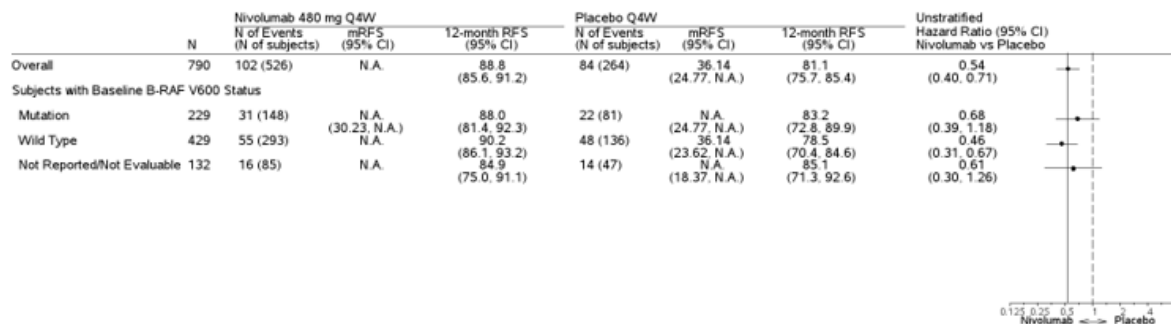 Nivolumab 480 mg Q4W Placebo Q4W Unstratified
N of Events mRFS 12-month RFS N of Events mRFS 12-month RFS Hazard Ratio (95% CI)
N (N of subjects) (95% CI) (95% CI) (N of subjects) (95% CI) (95% CI) Nivolumab vs Placebo
Overall 790 102 (526) N.A. 88.8 84 (264) 36.14 81.1 0.54
(85.6, 91.2) (24.77, N.A.) (75.7, 85.4) (0.40, 0.71)
Subjects with Baseline B-RAF V600 Status
Mutation 229 31 (148) N.A. 88.0 22 (81) N.A. 83.2 0.68
(30.23, N.A.) (81.4, 92.3) (24.77, N.A.) (72.8, 89.9) (0.39, 1.18)
Wild Type 429 55 (293) N.A. 90.2 48 (136) 36.14 78.5 0.46
(86.1, 93.2) (23.62, N.A.) (70.4, 84.6) (0.31, 0.67)
Not Reported/Not Evaluable 132 16 (85) N.A. 84.9 14 (47) N.A. 85.1 0.61
(75.0, 91.1) (18.37, N.A.) (71.3, 92.6) (0.30, 1.26)
0.125 0.25 0.5 1 2 4
Nivolumab <--> Placebo